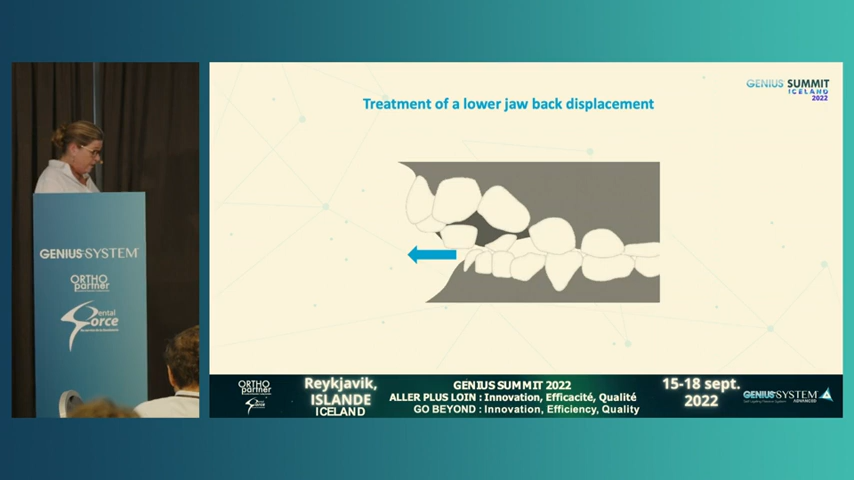 GENIUS SUMMIT
ICELAND
2022
Treatment of a lower jaw back displacement
GENIUS SYSTEM
ORTHO
partner
Dental
force
ORTHO
partner
Reykjavik,
ISLANDE
ICELAND
GENIUS SUMMIT 2022
ALLER PLUS LOIN : Innovation, Efficacité, Qualité
GO BEYOND : Innovation, Efficiency, Quality
15-18 sept.
2022
GENIUS SYSTEM
ADVANCED